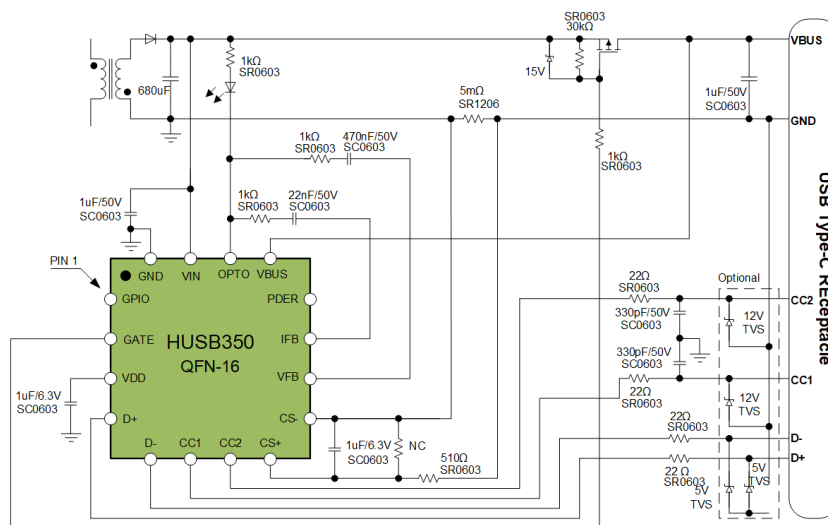 SR0603
30kΩ
VBUS
1kΩ
SR0603
680uF
15V
5mΩ
SR1206
1uF/50V
SC0603
GND
1kΩ
SR0603
470nF/50V
SC0603
1kΩ
SR0603
1kΩ
SR0603
22nF/50V
SC0603
1uF/50V
SC0603
USB Type-C REceptacle
PIN 1
GND
VIN
OPTO
VBUS
GPIO
PDER
GATE
HUSB350
QFN-16
IFB
VDD
VFB
D+
CS-
D-
CC1
CC2
CS+
1uF/6.3V
SC0603
1uF/6.3V
SC0603
NC
510Ω
SR0603
22Ω
SR0603
330pF/50V
SC0603
330pF/50V
SC0603
22Ω
SR0603
Optional
12V
TVS
CC2
12V
TVS
CC1
22Ω
SR0603
D-
D+
22 Ω
SR0603
5V
TVS
5V
TVS